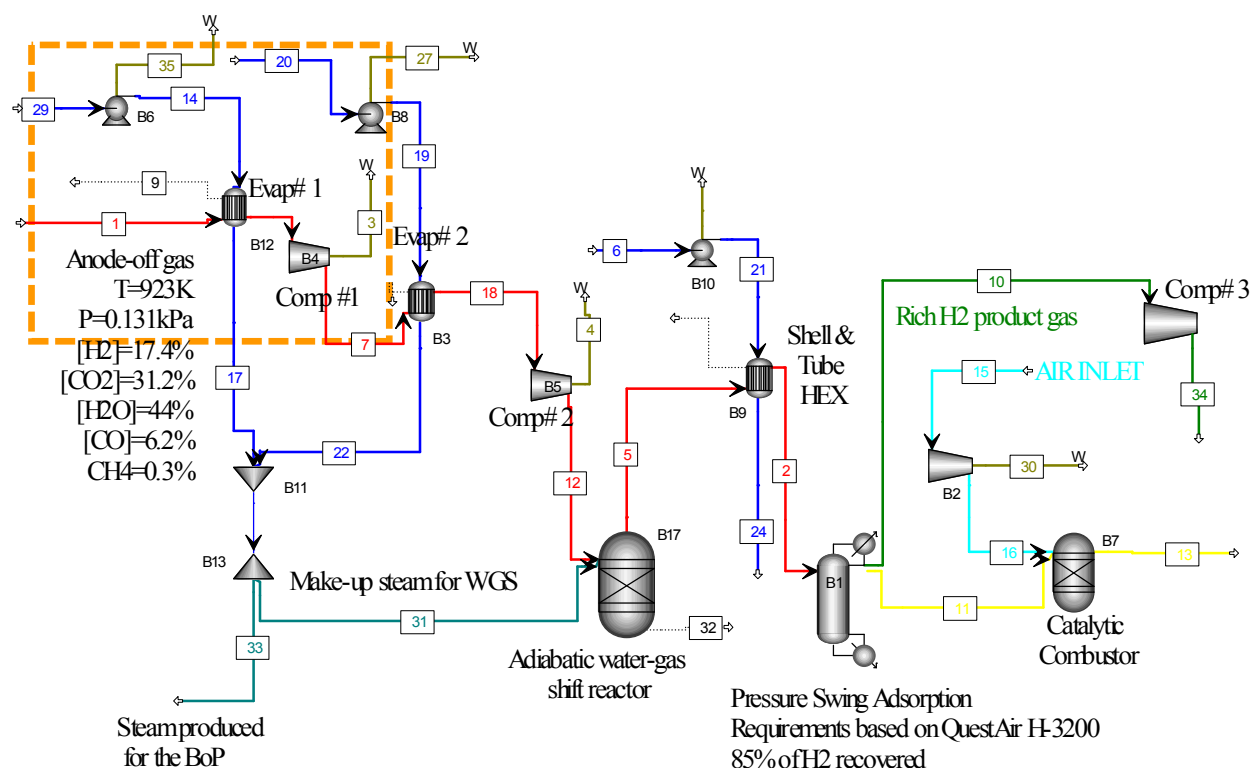 W
W
35
20
27
29
14
B6
B8
19
W
9
Evap# 1
W
3
1
Evap# 2
6
21
B12
B4
B10
10
Comp# 3
Anode-off gas
T=923K
P=0.131kPa
[H2]=17.4%
[CO2]=31.2%
[H2O]=44%
[CO]=6.2%
CH4=0.3%
Comp #1
18
W
B3
7
4
Rich H2 product gas
Shell &
Tube
HEX
15
AIR INLET
34
17
B5
Comp# 2
B9
30
W
B2
22
5
2
B11
12
24
B7
16
13
B17
B13
B1
Make-up steam for WGS
31
11
32
Catalytic
Combustor
33
Adiabatic water-gas
shift reactor
Steam produced
for the BoP
Pressure Swing Adsorption
Requirements based on QuestAir H-3200
85% of H2 recovered